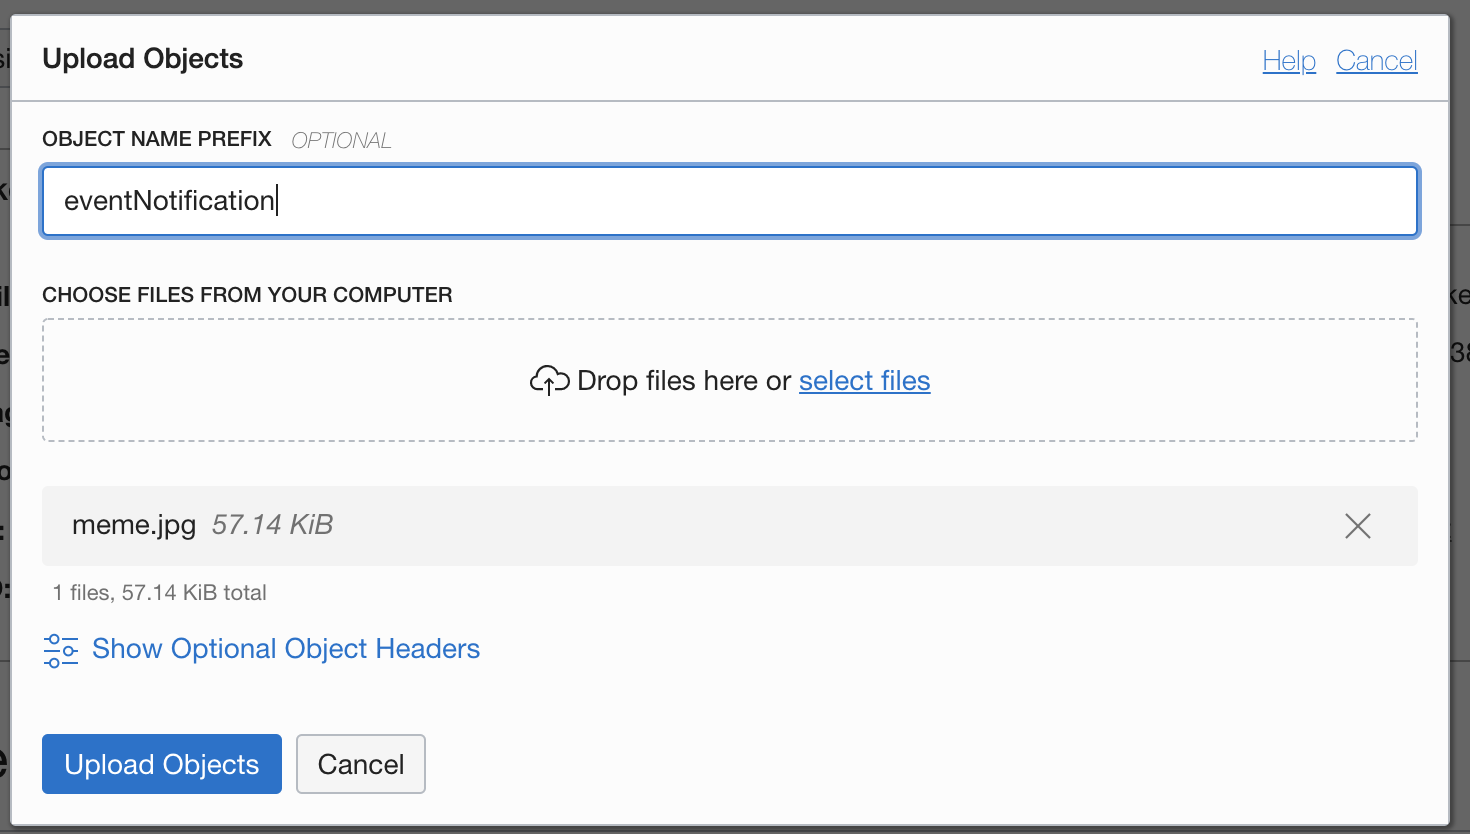 Upload Objects
Help Cancel
OBJECT NAME PREFIX OPTIONAL
eventNotification
CHOOSE FILES FROM YOUR COMPUTER
Drop files here or select files
meme.jpg 57.14 KiB
1 files, 57.14 KiB total
Show Optional Object Headers
Upload Objects Cancel